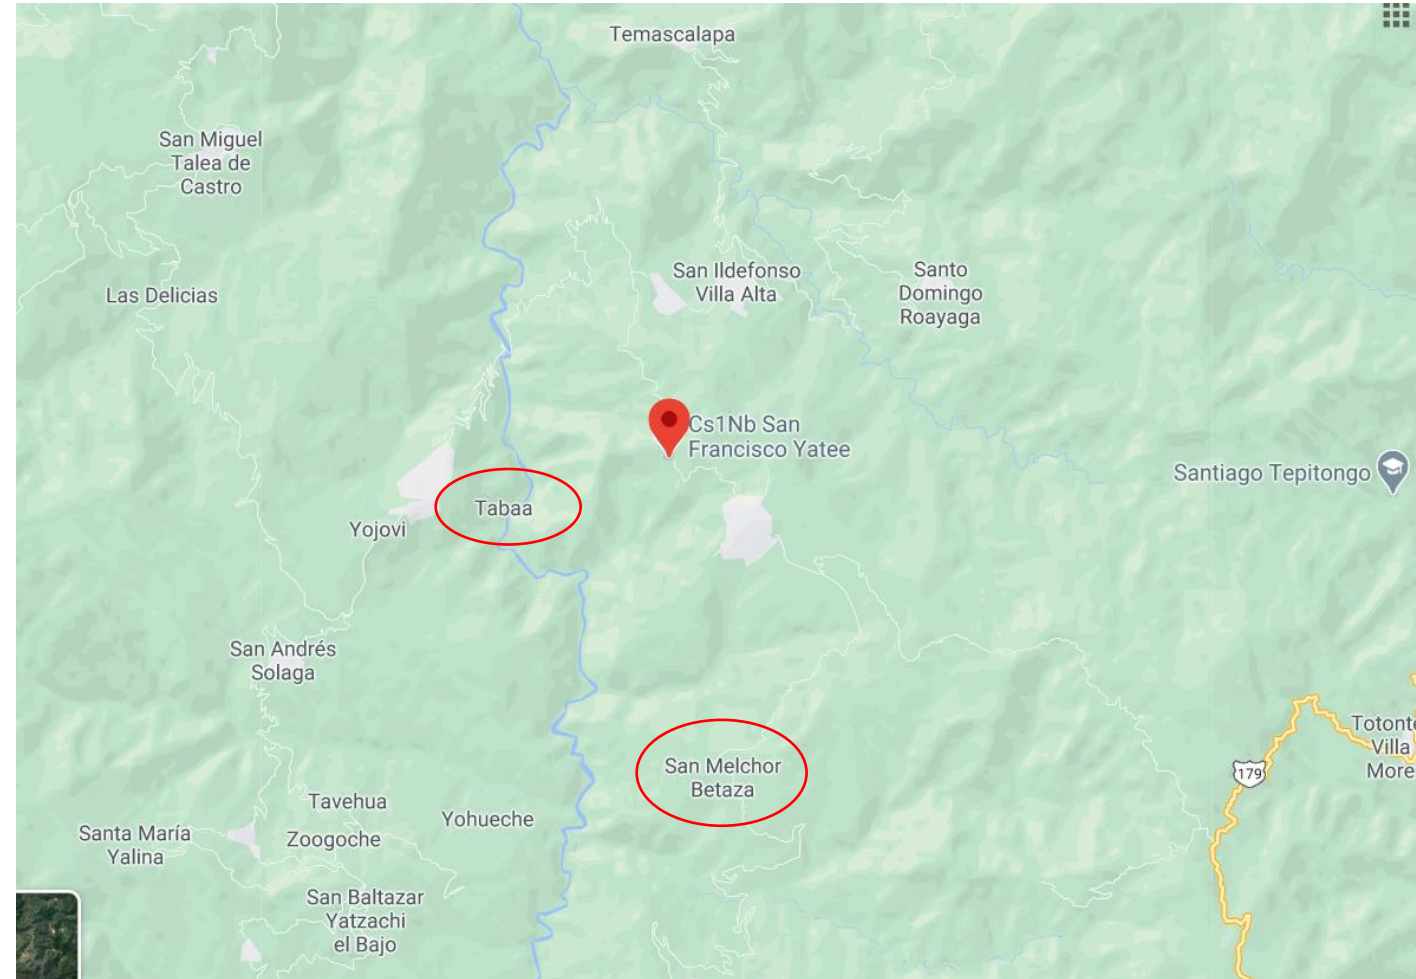 Temascalapa
San Miguel
Talea de
Castro
San Ildefonso
Villa Alta
Santo
Domingo
Roayaga
Las Delicias
Cs1Nb San
Francisco Yatee
Santiago Tepitongo
Tabaa
Yojovi
San Andrés
Solaga
Totonte
Villa
More
179
San Melchor
Betaza
Tavehua
Yohueche
Santa María
Yalina
Zoogoche
San Baltazar
Yatzachi
el Bajo